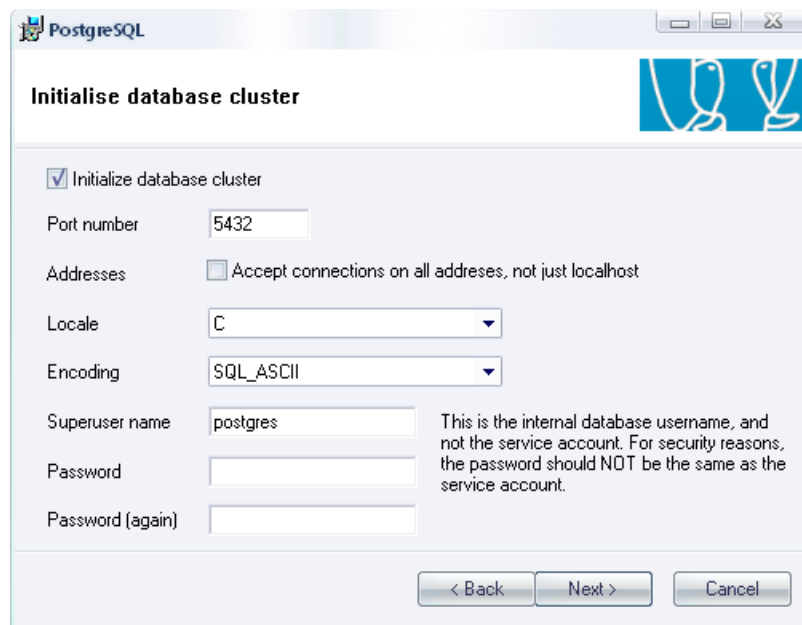 PostgreSQL
Initialise database cluster
Initialize database cluster
Port number 5432
Addresses Accept connections on all addreses, not just localhost
Locale C
Encoding SQL_ASCII
Superuser name postgres
This is the internal database username, and
not the service account. For security reasons,
the password should NOT be the same as the
service account.
Password
Password (again)
< Back Next > Cancel